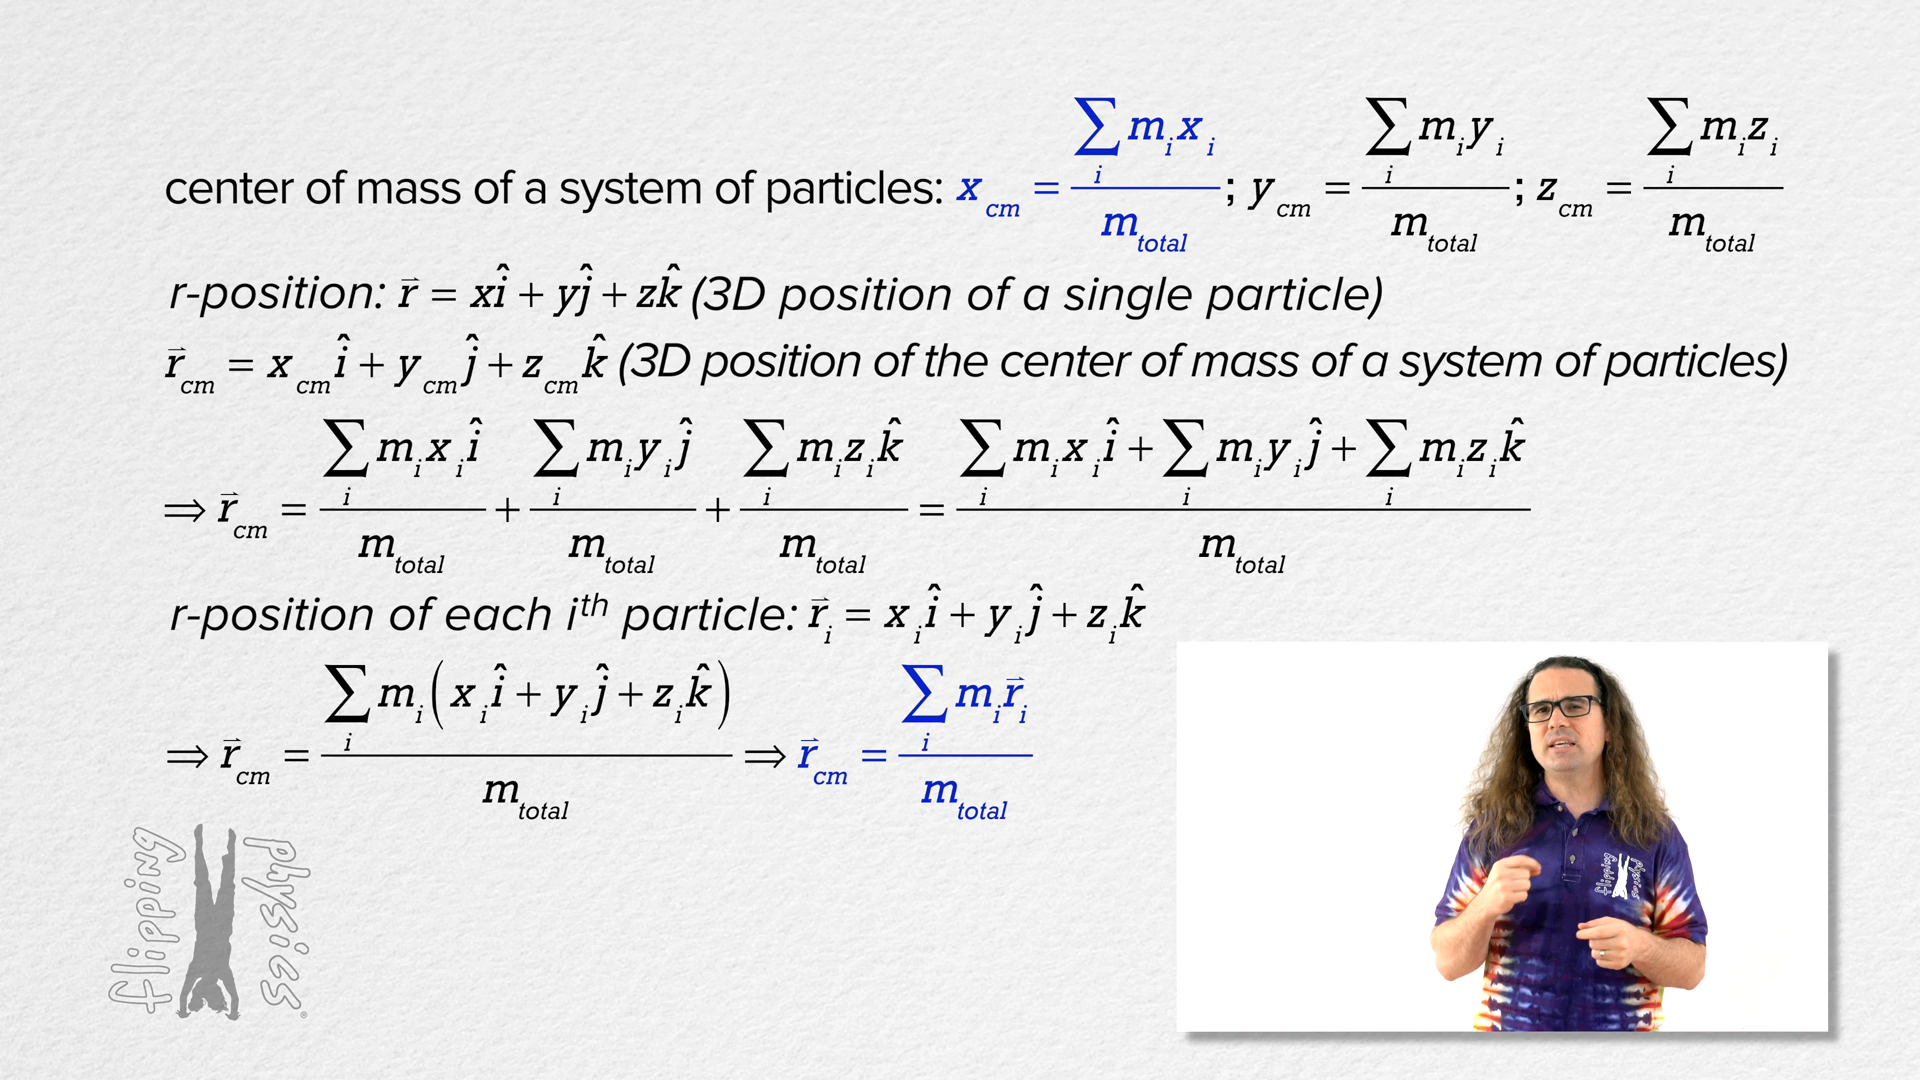 center of mass of a system of particles: x_cm = Σ_i m_i x_i / m_total ; y_cm = Σ_i m_i y_i / m_total ; z_cm = Σ_i m_i z_i / m_total
r-position: r⃗ = xî + yĵ + zk̂ (3D position of a single particle)
r⃗_cm = x_cm î + y_cm ĵ + z_cm k̂ (3D position of the center of mass of a system of particles)
⇒ r⃗_cm = Σ_i m_i x_i î / m_total + Σ_i m_i y_i ĵ / m_total + Σ_i m_i z_i k̂ / m_total = (Σ_i m_i x_i î + Σ_i m_i y_i ĵ + Σ_i m_i z_i k̂) / m_total
r-position of each i^th particle: r⃗_i = x_i î + y_i ĵ + z_i k̂
⇒ r⃗_cm = Σ_i m_i (x_i î + y_i ĵ + z_i k̂) / m_total ⇒ r⃗_cm = Σ_i m_i r⃗_i / m_total
flipping physics®
flipping physics